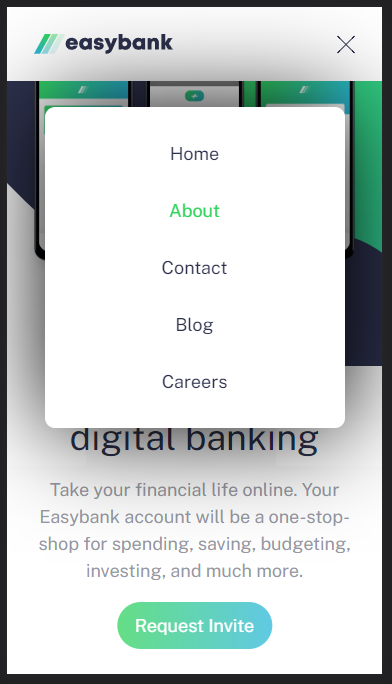 easybank
Home
About
Contact
Blog
Careers
digital banking
Take your financial life online. Your
Easybank account will be a one-stop-
shop for spending, saving, budgeting,
investing, and much more.
Request Invite